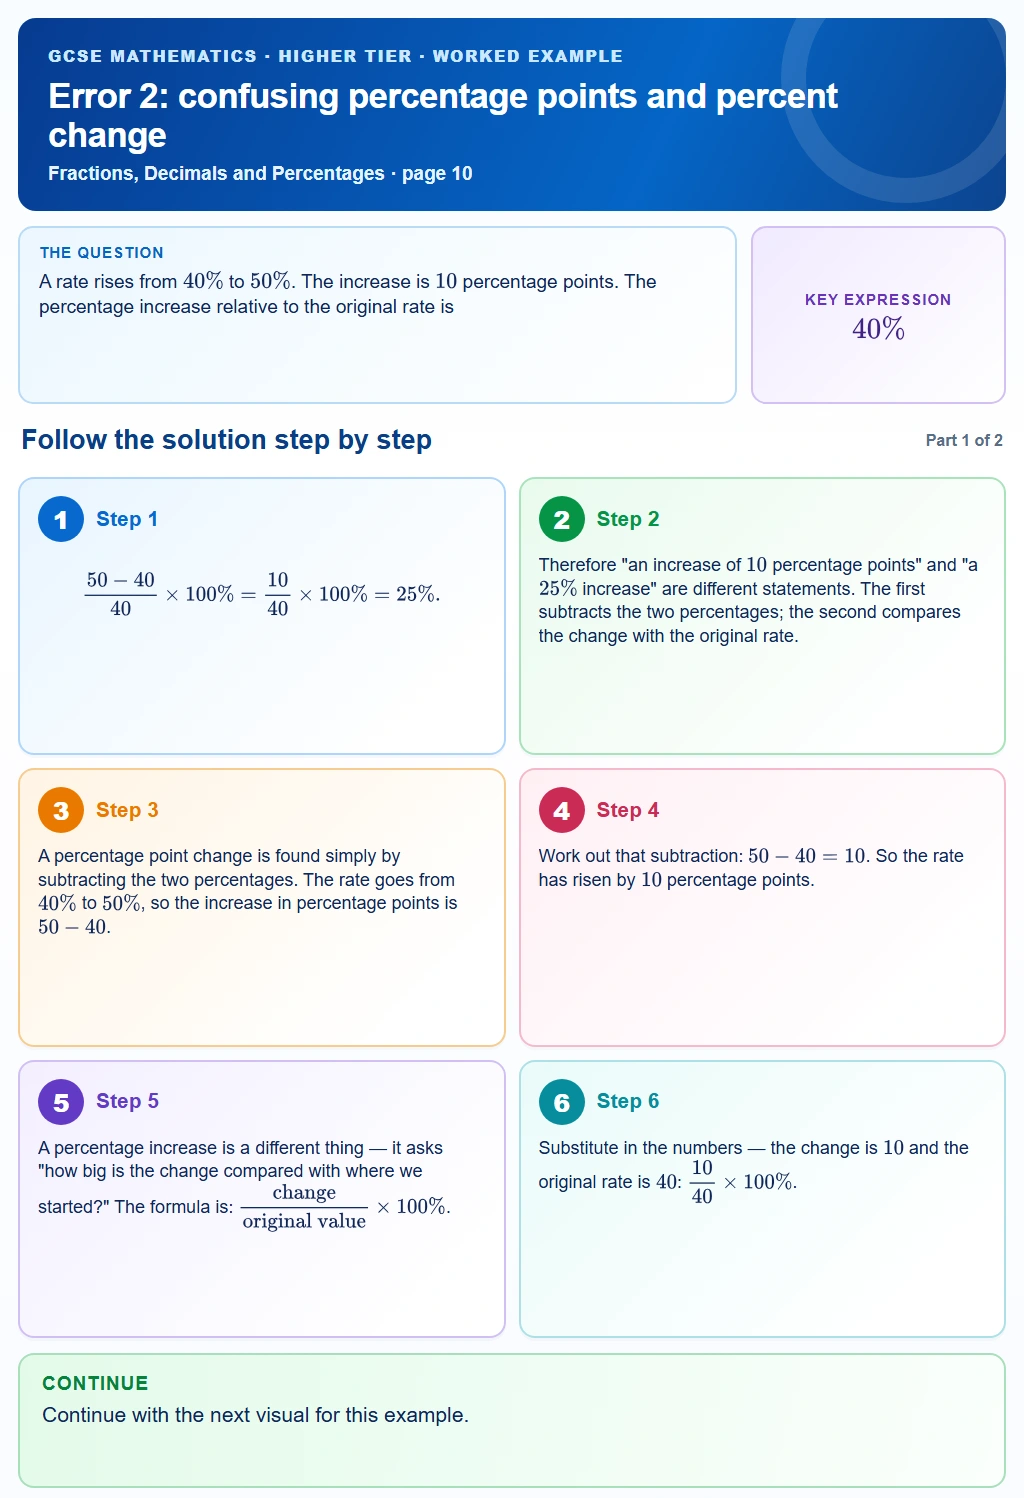 GCSE MATHEMATICS · HIGHER TIER · WORKED EXAMPLE
Error 2: confusing percentage points and percent
change
Fractions, Decimals and Percentages · page 10
THE QUESTION
A rate rises from 40% to 50%. The increase is 10 percentage points. The
percentage increase relative to the original rate is
KEY EXPRESSION
40%
Follow the solution step by step
Part 1 of 2
1 Step 1
\frac{50 − 40}{40} × 100% = \frac{10}{40} × 100% = 25%.
2 Step 2
Therefore "an increase of 10 percentage points" and "a
25% increase" are different statements. The first
subtracts the two percentages; the second compares
the change with the original rate.
3 Step 3
A percentage point change is found simply by
subtracting the two percentages. The rate goes from
40% to 50%, so the increase in percentage points is
50 − 40.
4 Step 4
Work out that subtraction: 50 − 40 = 10. So the rate
has risen by 10 percentage points.
5 Step 5
A percentage increase is a different thing — it asks
"how big is the change compared with where we
started?" The formula is: \frac{change}{original value} × 100%.
6 Step 6
Substitute in the numbers — the change is 10 and the
original rate is 40: \frac{10}{40} × 100%.
CONTINUE
Continue with the next visual for this example.